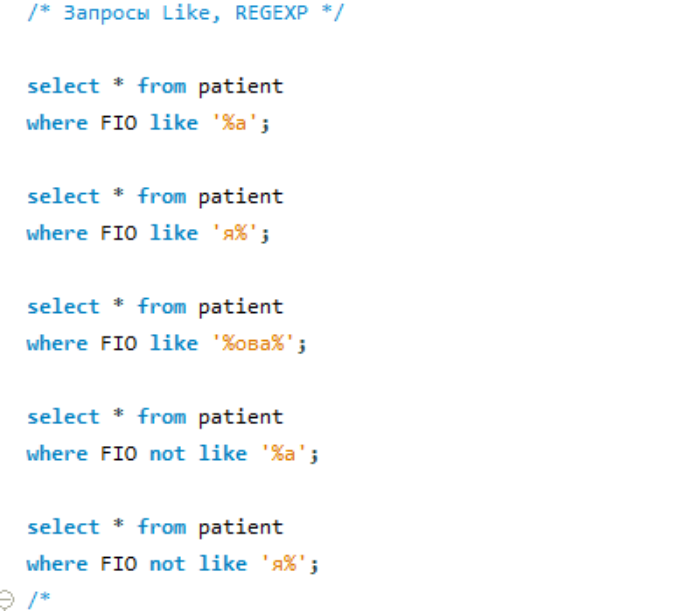 /* Запросы Like, REGEXP */
select * from patient
where FIO like '%а';
select * from patient
where FIO like 'я%';
select * from patient
where FIO like '%ова%';
select * from patient
where FIO not like '%а';
select * from patient
where FIO not like 'я%';
/*